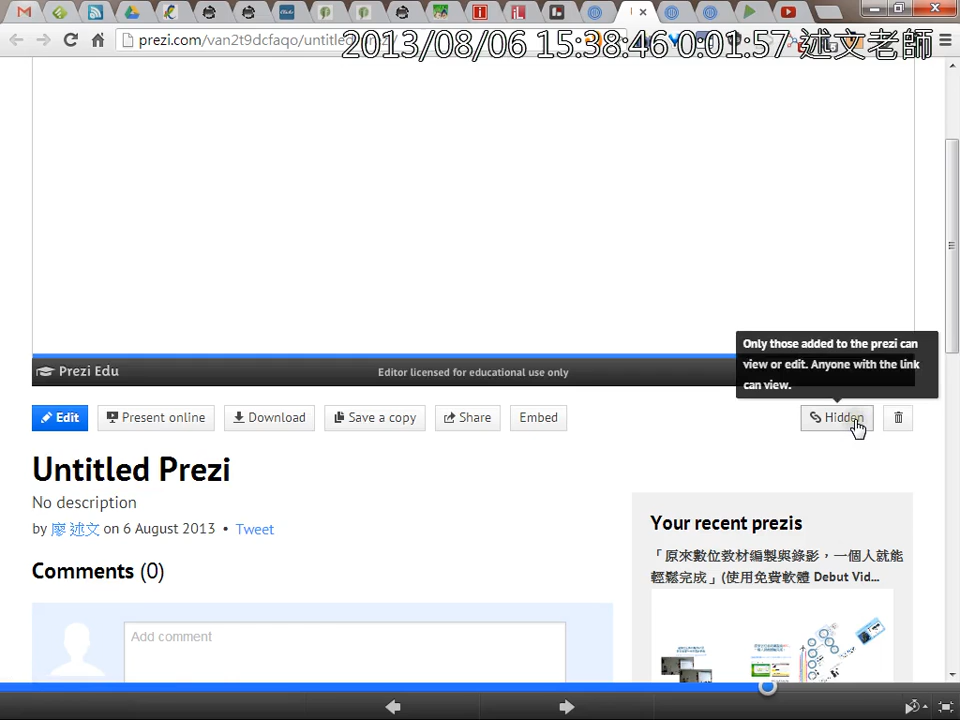 prezi.com/van2t9dcfaqo/untitled
2013/08/06 15:38:46 0:01:57 述文老師
Only those added to the prezi can
view or edit. Anyone with the link
can view.
Prezi Edu
Editor licensed for educational use only
Edit
Present online
Download
Save a copy
Share
Embed
Hidden
Untitled Prezi
No description
by 廖 述文 on 6 August 2013 • Tweet
Comments (0)
Add comment
Your recent prezis
「原來數位教材編製與錄影，一個人就能
輕鬆完成」(使用免費軟體 Debut Vid...